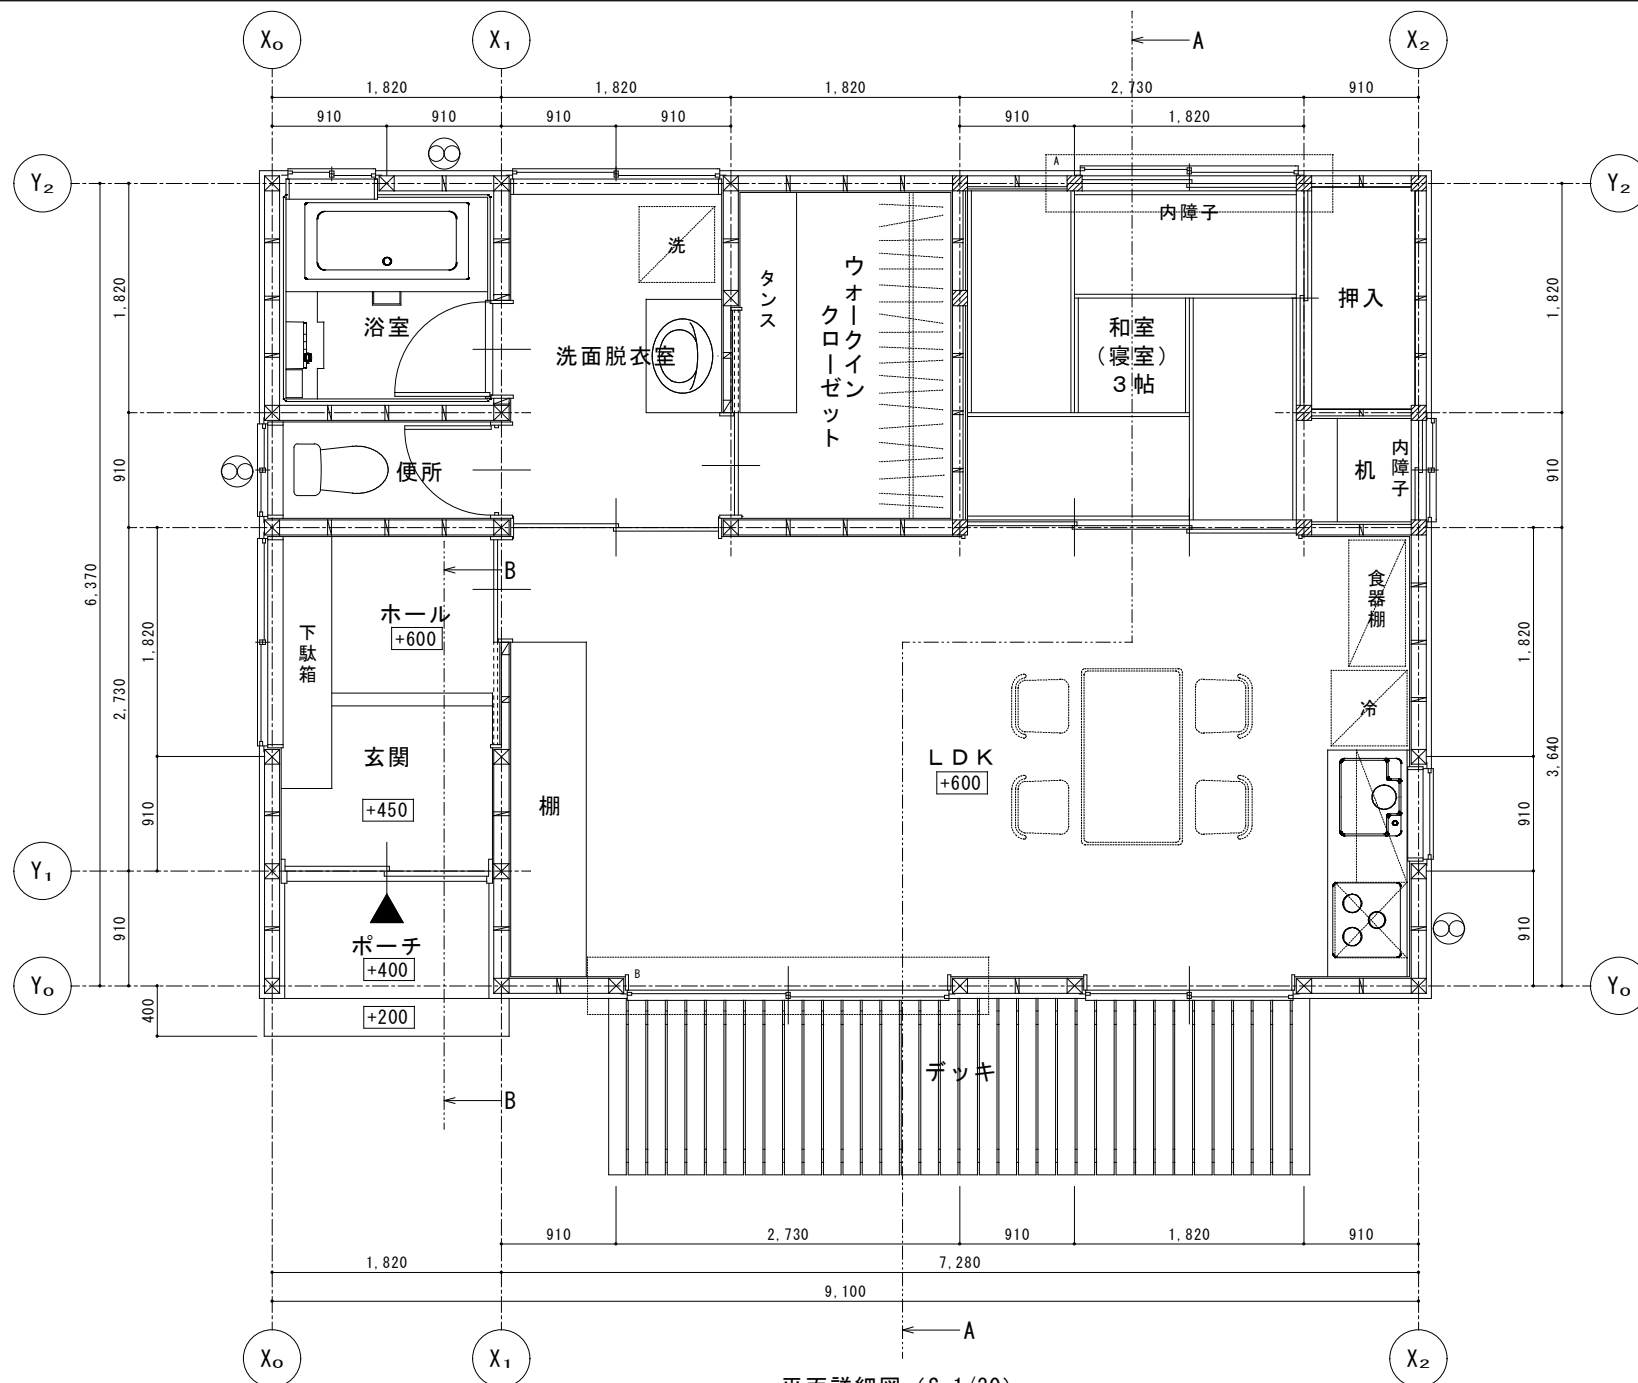 X₀
X₁
A
X₂
1,820
1,820
1,820
2,730
910
910
910
910
910
910
1,820
Y₂
Y₂
A
内障子
洗
タンス
ウォークイン
クローゼット
浴室
洗面脱衣室
和室
(寝室)
3帖
押入
1,820
1,820
910
便所
机
内障子
910
6,370
2,730
1,820
B
ホール
+600
下駄箱
食器棚
冷
1,820
3,640
玄関
+450
棚
LDK
+600
910
910
Y₁
Y₁
910
ポーチ
+400
910
B
Y₀
Y₀
400
+200
デッキ
B
910
2,730
910
1,820
910
1,820
7,280
9,100
A
X₀
X₁
X₂